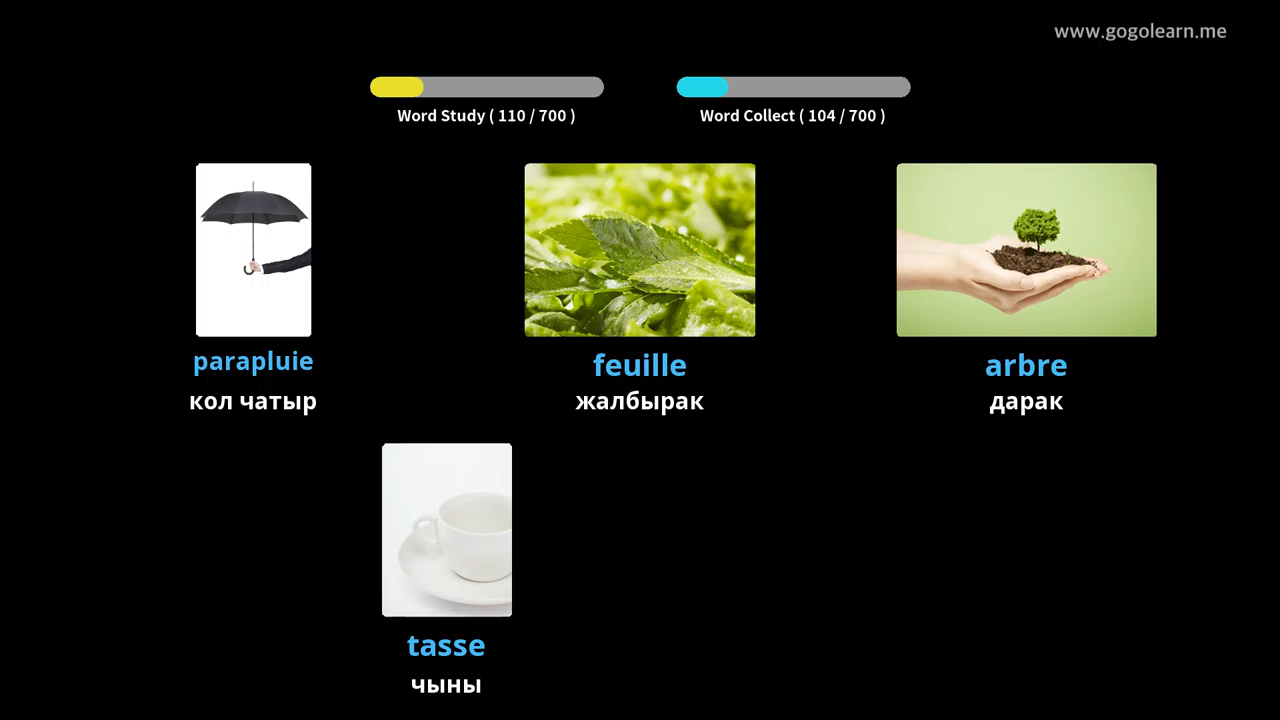 www.gogolearn.me
Word Study ( 110 / 700 )
Word Collect ( 104 / 700 )
parapluie
кол чатыр
feuille
жалбырак
arbre
дарак
tasse
чыны